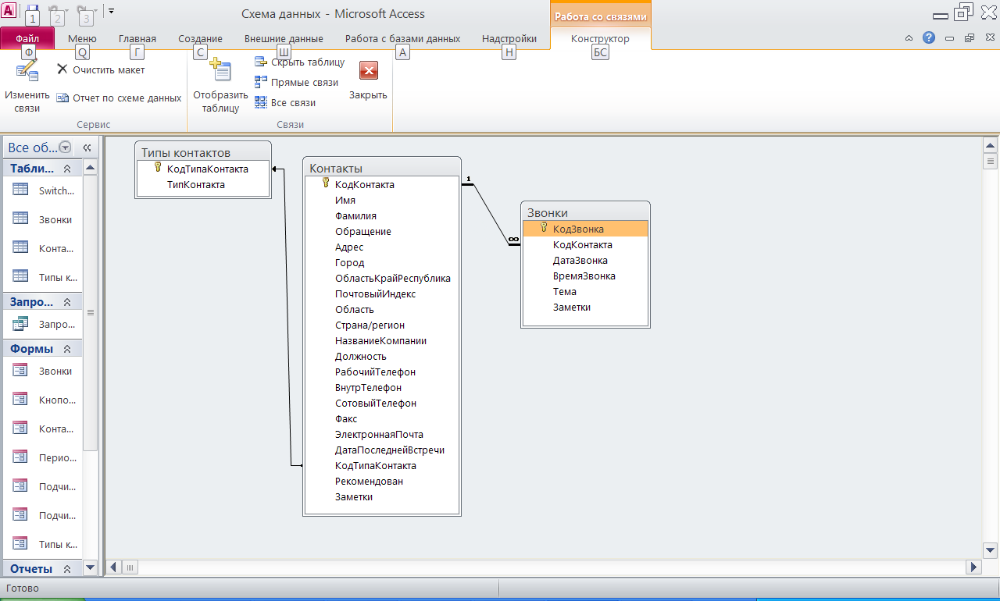 Схема данных - Microsoft Access
Работа со связями
1 2 3
Файл Меню Главная Создание Внешние данные Работа с базами данных Надстройки Конструктор
Ф Q Г С Ш А Н БС
Изменить связи
Очистить макет
Отчет по схеме данных
Сервис
Отобразить таблицу
Скрыть таблицу
Прямые связи
Все связи
Закрыть
Связи
Все об...
Табли...
Switch...
Звонки
Конта...
Типы к...
Запро...
Запро...
Формы
Звонки
Кнопо...
Конта...
Перио...
Подчи...
Подчи...
Типы к...
Отчеты
Типы контактов
КодТипаКонтакта
ТипКонтакта
Контакты
КодКонтакта
Имя
Фамилия
Обращение
Адрес
Город
ОбластьКрайРеспублика
ПочтовыйИндекс
Область
Страна/регион
НазваниеКомпании
Должность
РабочийТелефон
ВнутрТелефон
СотовыйТелефон
Факс
ЭлектроннаяПочта
ДатаПоследнейВстречи
КодТипаКонтакта
Рекомендован
Заметки
1
∞
Звонки
КодЗвонка
КодКонтакта
ДатаЗвонка
ВремяЗвонка
Тема
Заметки
Готово